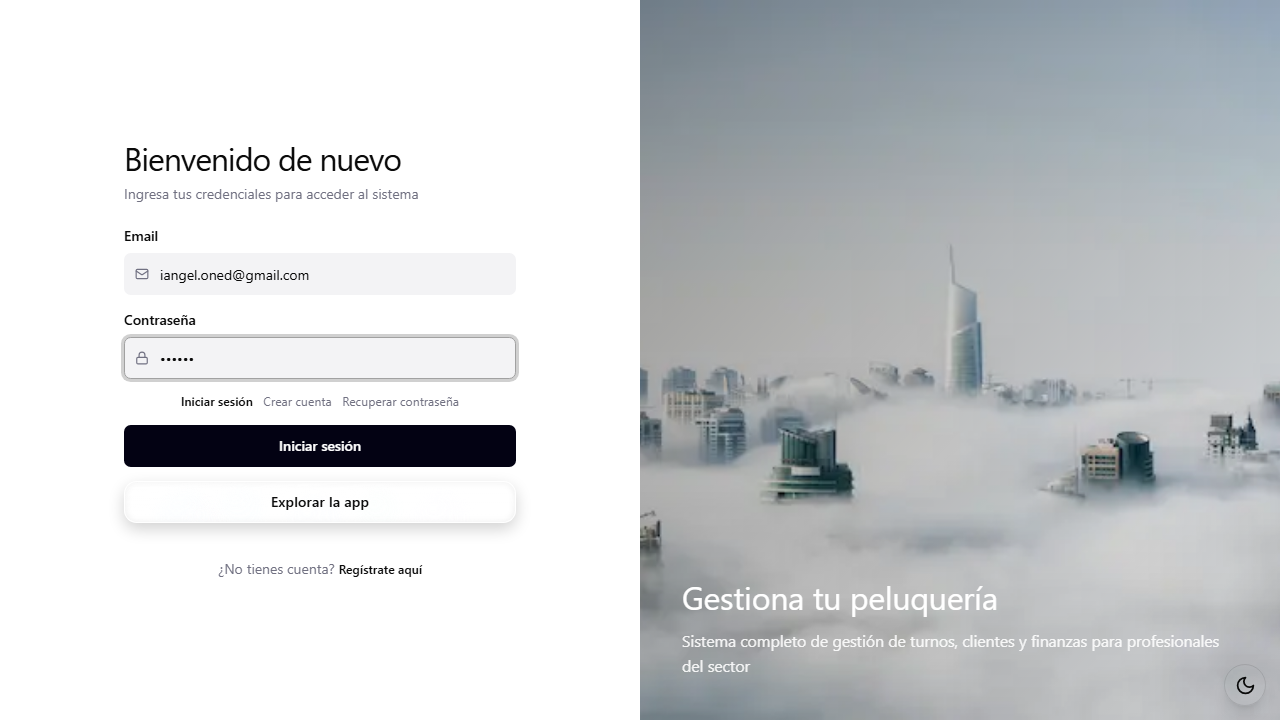 Bienvenido de nuevo
Ingresa tus credenciales para acceder al sistema
Email
iangel.oned@gmail.com
Contraseña
••••••
Iniciar sesión Crear cuenta Recuperar contraseña
Iniciar sesión
Explorar la app
¿No tienes cuenta? Regístrate aquí
Gestiona tu peluquería
Sistema completo de gestión de turnos, clientes y finanzas para profesionales
del sector